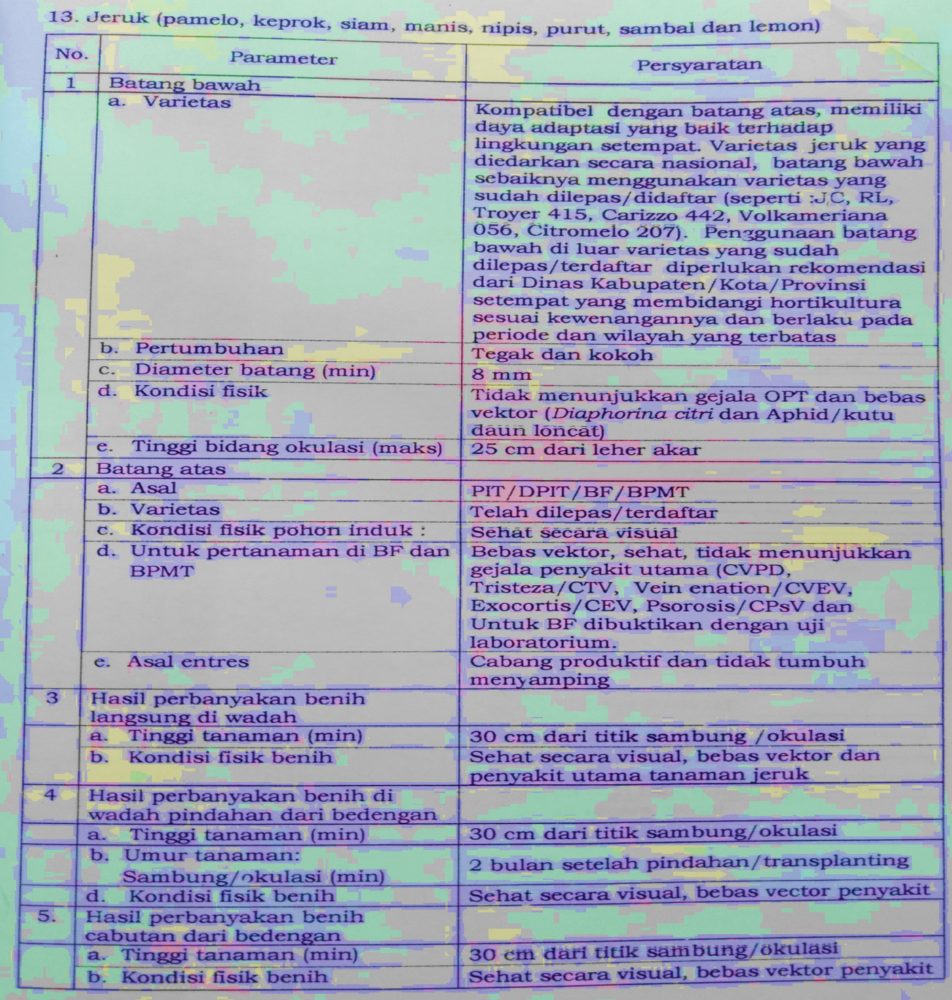 13. Jeruk (pamelo, keprok, siam, manis, nipis, purut, sambal dan lemon)
No. Parameter Persyaratan
1 Batang bawah
a. Varietas
Kompatibel dengan batang atas, memiliki
daya adaptasi yang baik terhadap
lingkungan setempat. Varietas jeruk yang
diedarkan secara nasional, batang bawah
sebaiknya menggunakan varietas yang
sudah dilepas/didaftar (seperti :JC, RL,
Troyer 415, Carizzo 442, Volkameriana
056, Citromelo 207). Penggunaan batang
bawah di luar varietas yang sudah
dilepas/terdaftar diperlukan rekomendasi
dari Dinas Kabupaten/Kota/Provinsi
setempat yang membidangi hortikultura
sesuai kewenangannya dan berlaku pada
periode dan wilayah yang terbatas
b. Pertumbuhan Tegak dan kokoh
c. Diameter batang (min) 8 mm
d. Kondisi fisik Tidak menunjukkan gejala OPT dan bebas
vektor (Diaphorina citri dan Aphid/kutu
daun loncat)
e. Tinggi bidang okulasi (maks) 25 cm dari leher akar
2 Batang atas
a. Asal PIT/DPIT/BF/BPMT
b. Varietas Telah dilepas/terdaftar
c. Kondisi fisik pohon induk : Sehat secara visual
d. Untuk pertanaman di BF dan Bebas vektor, sehat, tidak menunjukkan
BPMT gejala penyakit utama (CVPD,
Tristeza/CTV, Vein enation/CVEV,
Exocortis/CEV, Psorosis/CPsV dan
Untuk BF dibuktikan dengan uji
laboratorium.
e. Asal entres Cabang produktif dan tidak tumbuh
menyamping
3 Hasil perbanyakan benih
langsung di wadah
a. Tinggi tanaman (min) 30 cm dari titik sambung /okulasi
b. Kondisi fisik benih Sehat secara visual, bebas vektor dan
penyakit utama tanaman jeruk
4 Hasil perbanyakan benih di
wadah pindahan dari bedengan
a. Tinggi tanaman (min) 30 cm dari titik sambung/okulasi
b. Umur tanaman:
Sambung/okulasi (min) 2 bulan setelah pindahan/transplanting
d. Kondisi fisik benih Sehat secara visual, bebas vector penyakit
5. Hasil perbanyakan benih
cabutan dari bedengan
a. Tinggi tanaman (min) 30 cm dari titik sambung/okulasi
b. Kondisi fisik benih Sehat secara visual, bebas vektor penyakit